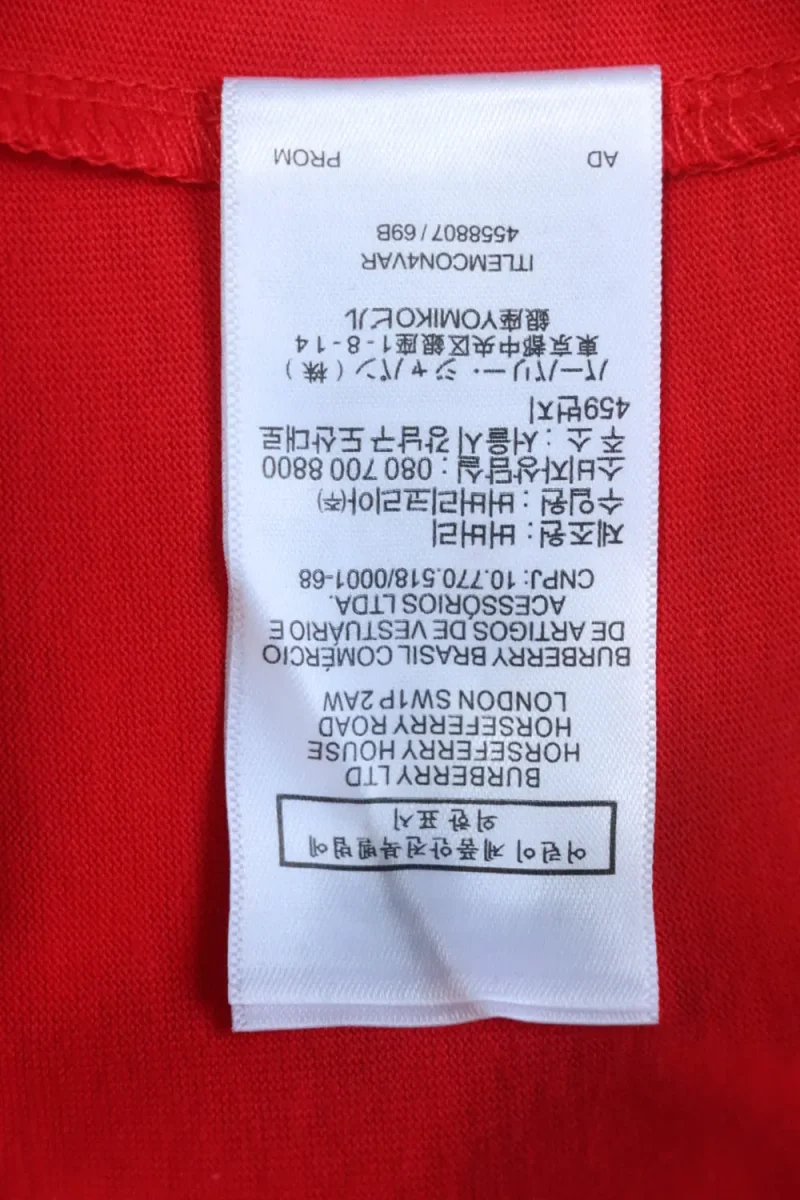 어린이 제품안전특별법에
의한 표시
BURBERRY LTD
HORSEFERRY HOUSE
HORSEFERRY ROAD
LONDON SW1P 2AW
BURBERRY BRASIL COMÉRCIO
DE ARTIGOS DE VESTUÁRIO E
ACESSÓRIOS LTDA.
CNPJ: 10.770.518/0001-68
제조원 : 버버리
수입원 : 버버리코리아(주)
소비자상담실 : 080 700 8800
주 소 : 서울시 강남구 도산대로
459번지
バーバリー・ジャパン(株)
東京都中央区銀座1-8-14
銀座YOMIKOビル
ITLEMCON4VAR
4558807 / 69B
AD PROM